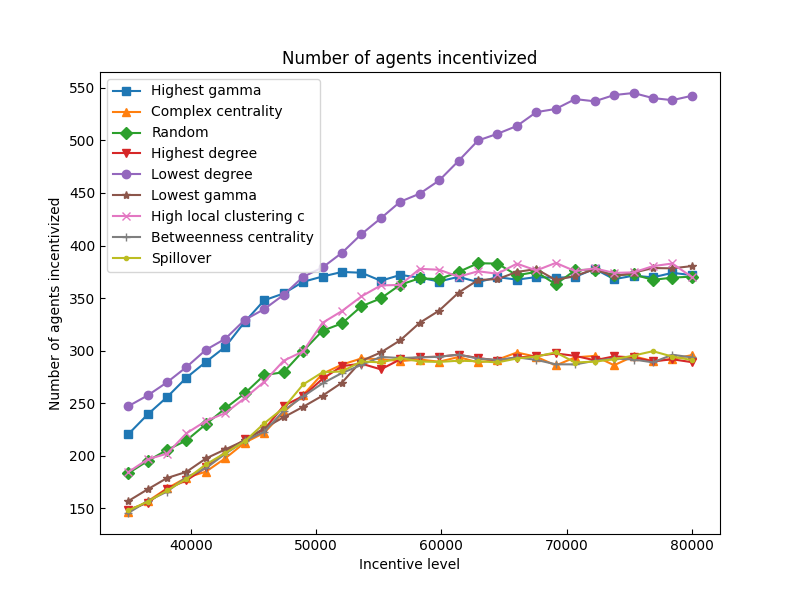 Number of agents incentivized
Number of agents incentivized
550
500
450
400
350
300
250
200
150
Highest gamma
Complex centrality
Random
Highest degree
Lowest degree
Lowest gamma
High local clustering c
Betweenness centrality
Spillover
40000 50000 60000 70000 80000
Incentive level